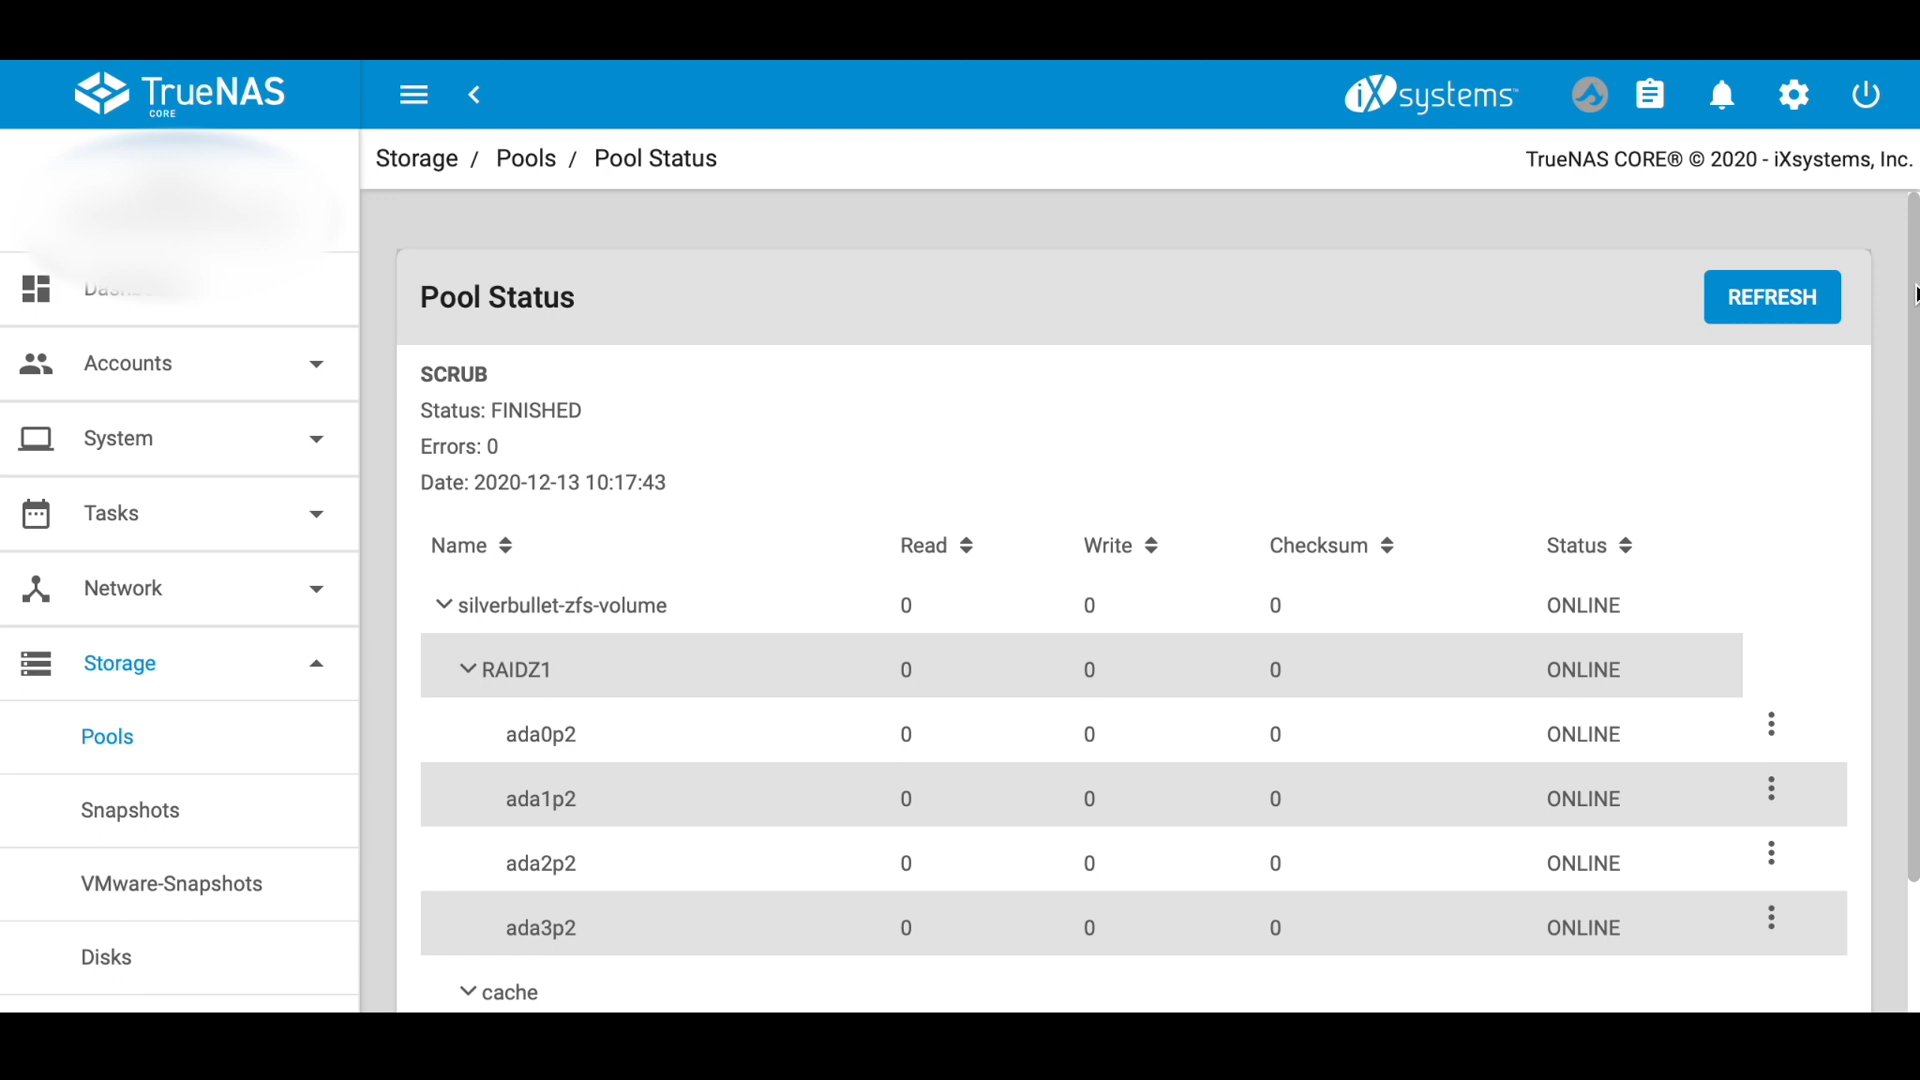 TrueNAS
CORE
iXsystems™
Storage / Pools / Pool Status
TrueNAS CORE® © 2020 - iXsystems, Inc.
Accounts
System
Tasks
Network
Storage
Pools
Snapshots
VMware-Snapshots
Disks
Pool Status
REFRESH
SCRUB
Status: FINISHED
Errors: 0
Date: 2020-12-13 10:17:43
Name Read Write Checksum Status
silverbullet-zfs-volume 0 0 0 ONLINE
RAIDZ1 0 0 0 ONLINE
ada0p2 0 0 0 ONLINE
ada1p2 0 0 0 ONLINE
ada2p2 0 0 0 ONLINE
ada3p2 0 0 0 ONLINE
cache